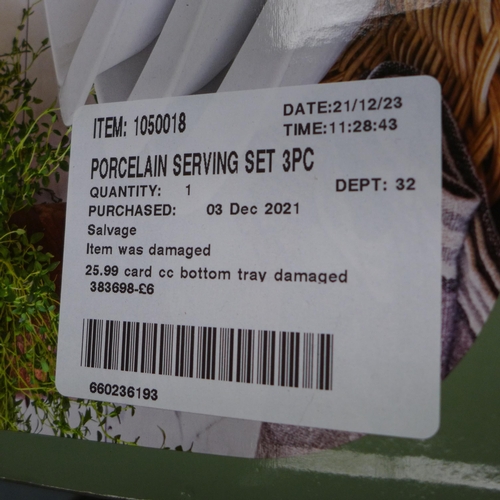 ITEM: 1050018
DATE:21/12/23
TIME:11:28:43
PORCELAIN SERVING SET 3PC
QUANTITY: 1
DEPT: 32
PURCHASED: 03 Dec 2021
Salvage
Item was damaged
25.99 card cc bottom tray damaged
383698-£6
660236193